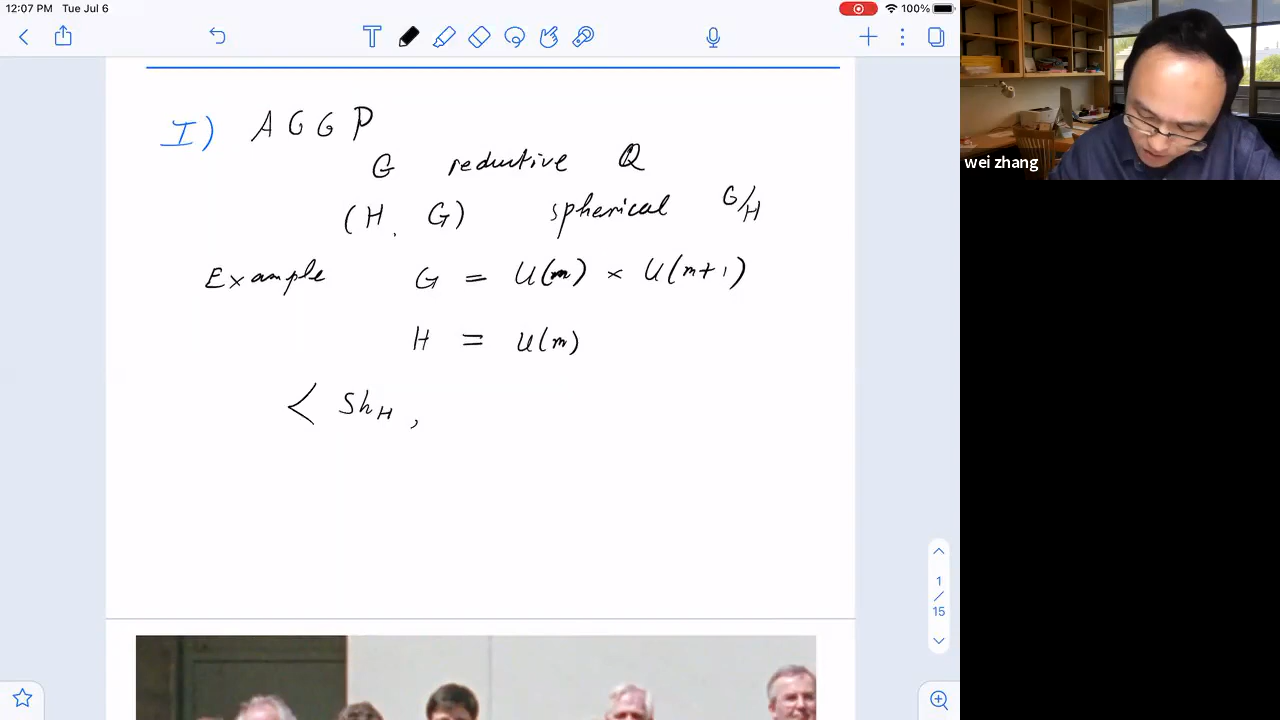 12:07 PM Tue Jul 6
100%
I) AGGP
G reductive Q
(H, G) spherical G/H
Example G = U(m) × U(m+1)
H = U(m)
< Sh_H ,
1
/
15
wei zhang